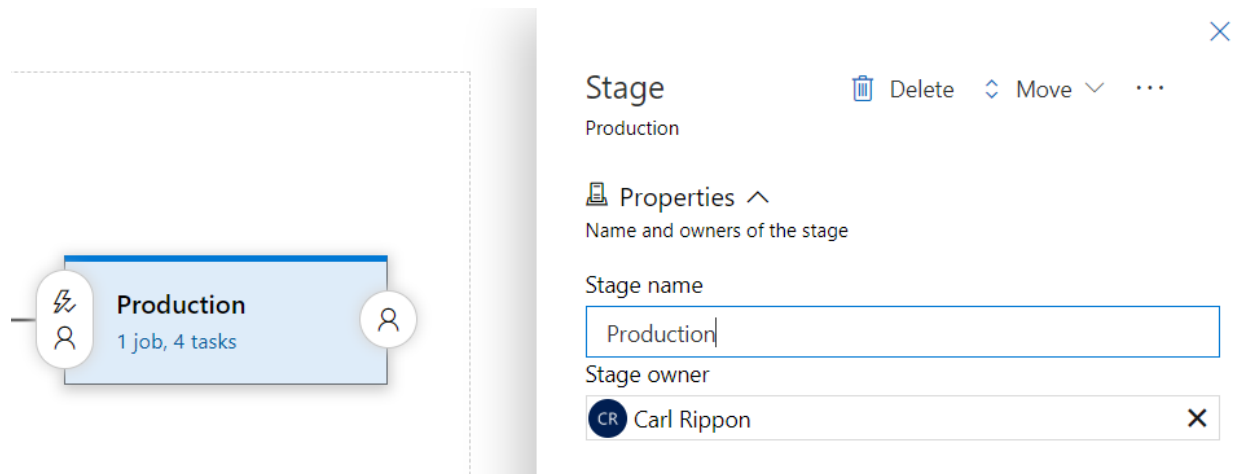 Stage
Delete
Move
...
Production
Properties
Name and owners of the stage
Stage name
Production
Stage owner
CR Carl Rippon
Production
1 job, 4 tasks